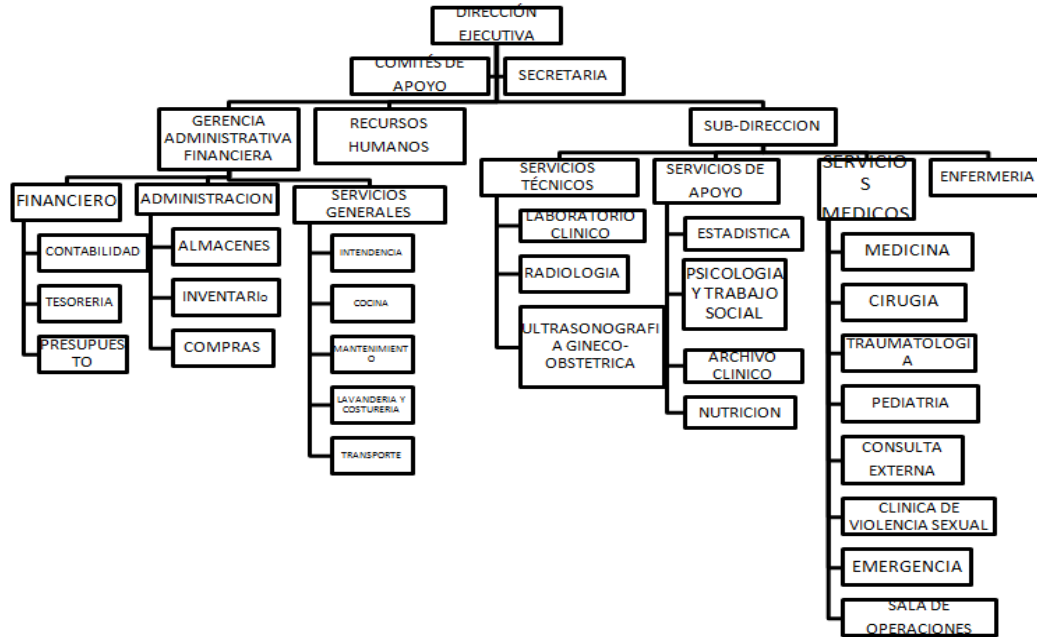 DIRECCIÓN
EJECUTIVA
COMITÉS DE
APOYO
SECRETARIA
GERENCIA
ADMINISTRATIVA
FINANCIERA
RECURSOS
HUMANOS
SUB-DIRECCION
FINANCIERO
CONTABILIDAD
TESORERIA
PRESUPUES
TO
ADMINISTRACION
ALMACENES
INVENTARIo
COMPRAS
SERVICIOS
GENERALES
INTENDENCIA
COCINA
MANTENIMIENT
O
LAVANDERIA Y
COSTURERIA
TRANSPORTE
SERVICIOS
TÉCNICOS
LABORATORIO
CLINICO
RADIOLOGIA
ULTRASONOGRAFI
A GINECO-
OBSTETRICA
SERVICIOS DE
APOYO
ESTADISTICA
PSICOLOGIA
Y TRABAJO
SOCIAL
ARCHIVO
CLINICO
NUTRICION
SERVICIO
S
MEDICOS
MEDICINA
CIRUGIA
TRAUMATOLOGI
A
PEDIATRIA
CONSULTA
EXTERNA
CLINICA DE
VIOLENCIA SEXUAL
EMERGENCIA
SALA DE
OPERACIONES
ENFERMERIA